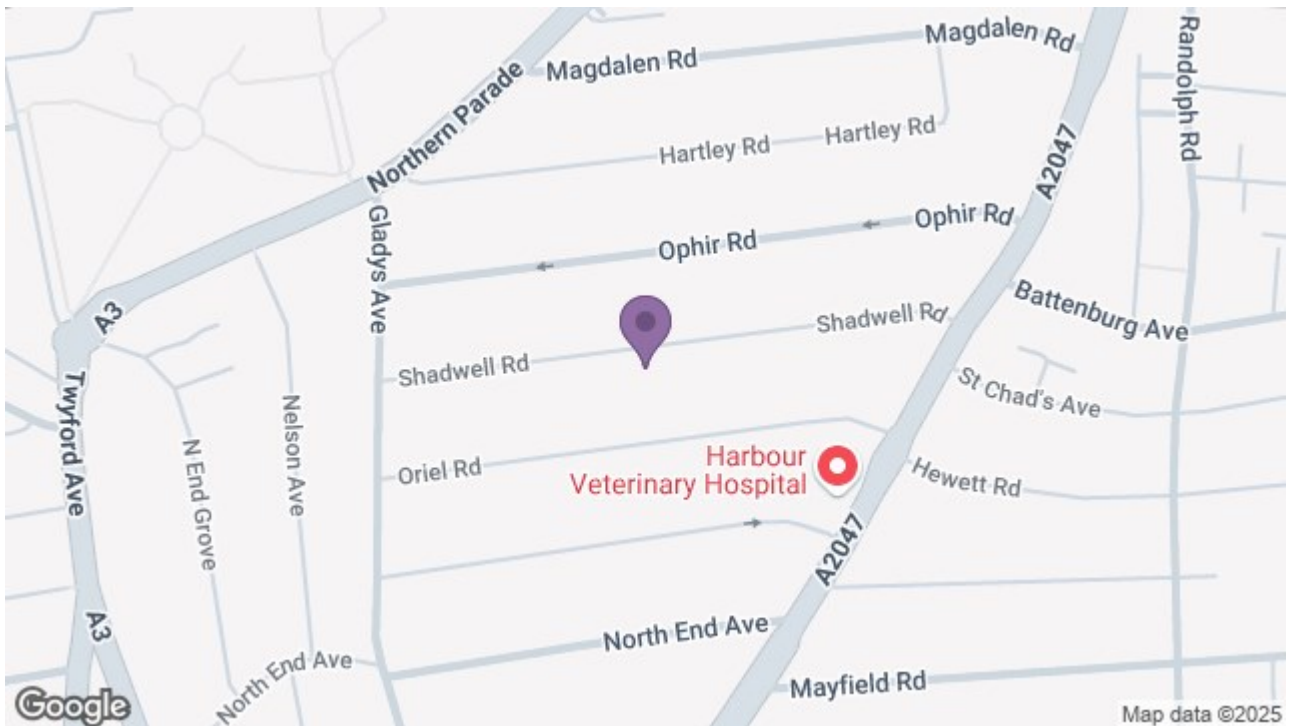 Magdalen Rd
Magdalen Rd
Randolph Rd
Northern Parade
Hartley Rd
Hartley Rd
A2047
Gladys Ave
Ophir Rd
Ophir Rd
A3
Battenburg Ave
Shadwell Rd
Shadwell Rd
Twyford Ave
Nelson Ave
St Chad's Ave
N End Grove
Oriel Rd
Harbour
Veterinary Hospital
Hewett Rd
A2047
A3
North End Ave
North End Ave
Mayfield Rd
Google
Map data ©2025